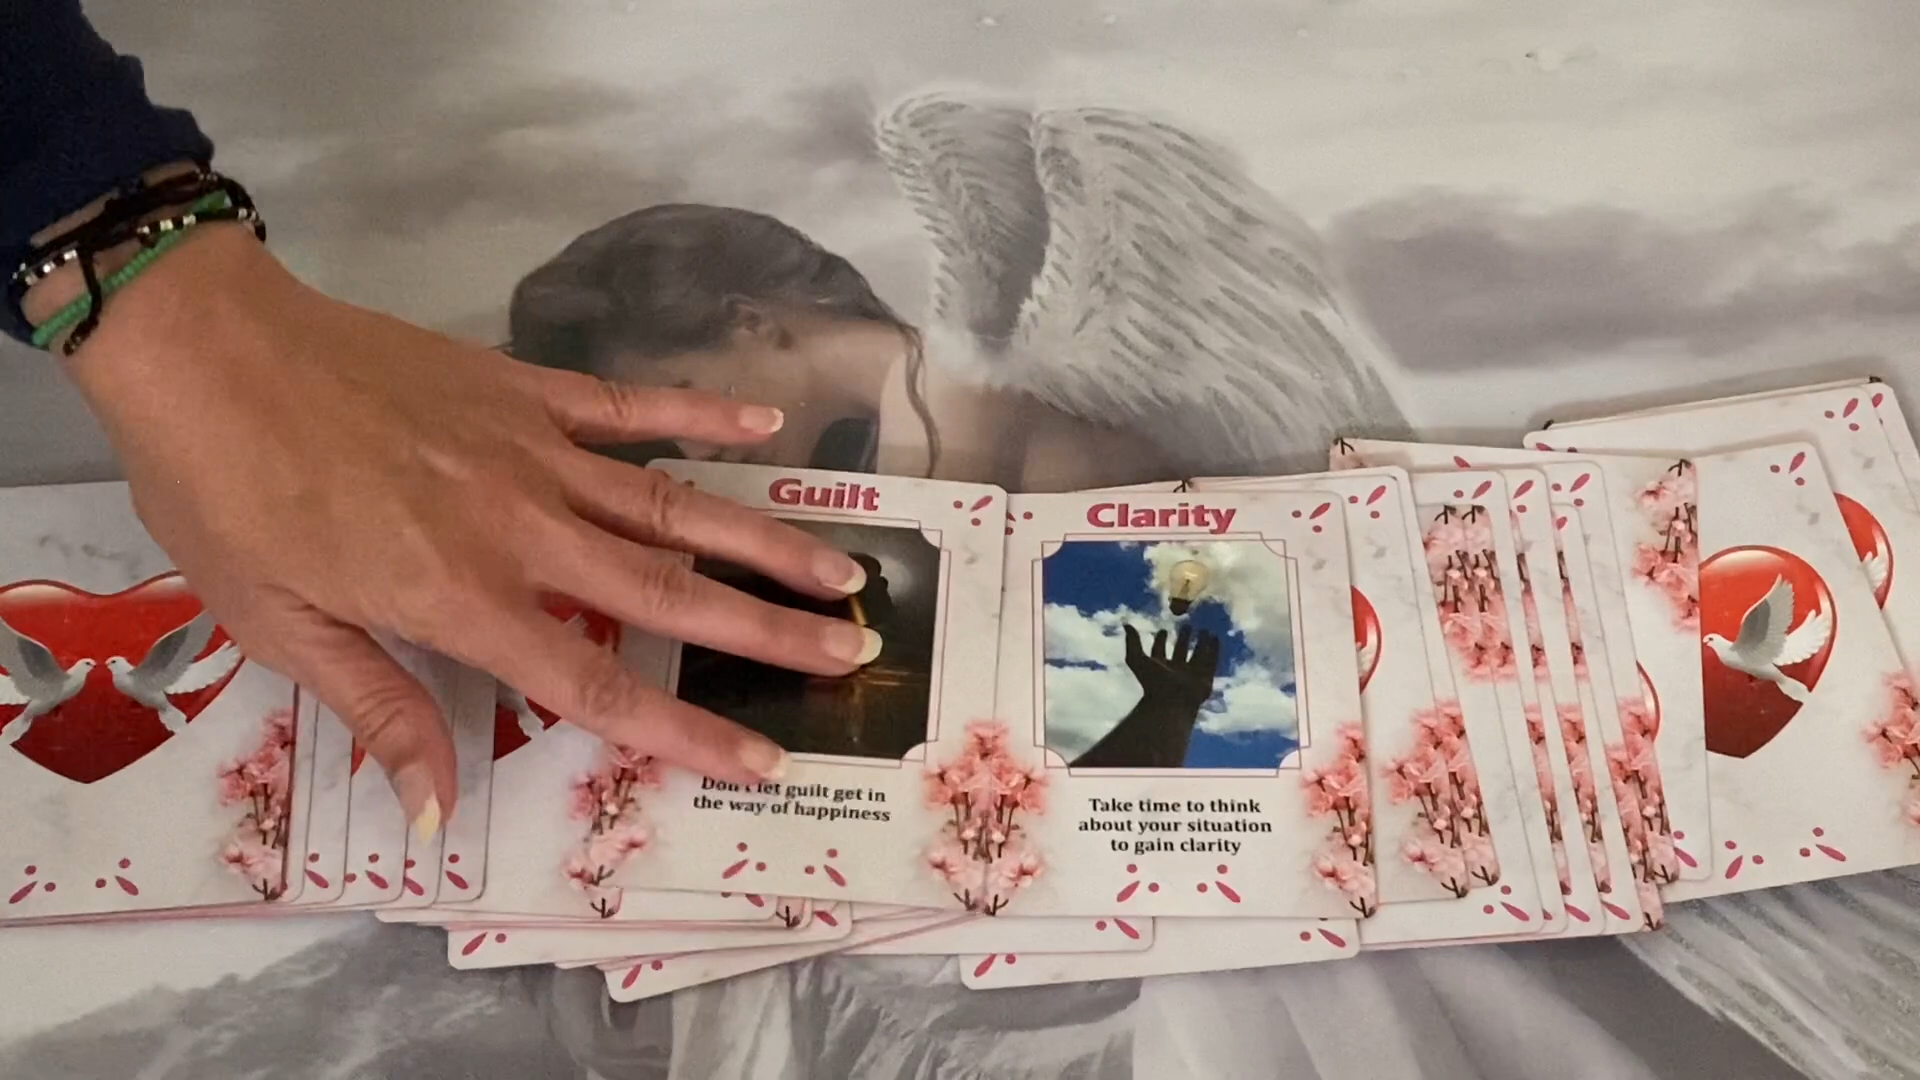 Guilt
Don't let guilt get in
the way of happiness
Clarity
Take time to think
about your situation
to gain clarity